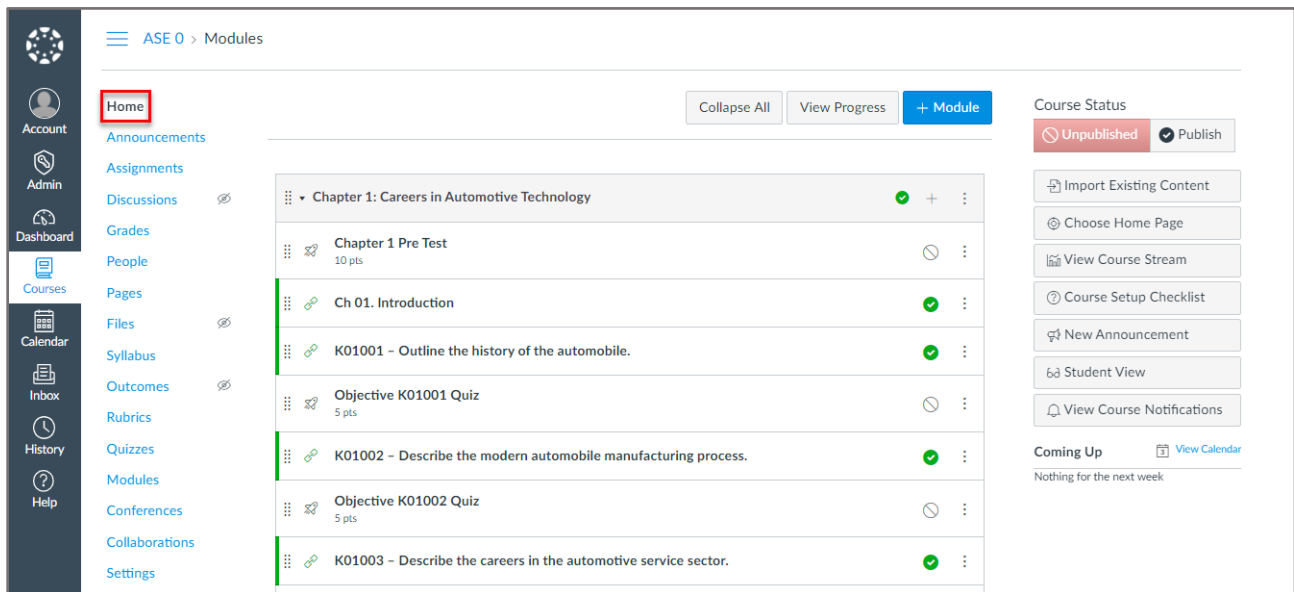 ASE 0 > Modules
Account
Admin
Dashboard
Courses
Calendar
Inbox
History
Help
Home
Announcements
Assignments
Discussions
Grades
People
Pages
Files
Syllabus
Outcomes
Rubrics
Quizzes
Modules
Conferences
Collaborations
Settings
Collapse All
View Progress
+ Module
Chapter 1: Careers in Automotive Technology
Chapter 1 Pre Test
10 pts
Ch 01. Introduction
K01001 – Outline the history of the automobile.
Objective K01001 Quiz
5 pts
K01002 – Describe the modern automobile manufacturing process.
Objective K01002 Quiz
5 pts
K01003 – Describe the careers in the automotive service sector.
Course Status
Unpublished
Publish
Import Existing Content
Choose Home Page
View Course Stream
Course Setup Checklist
New Announcement
Student View
View Course Notifications
Coming Up
3 View Calendar
Nothing for the next week